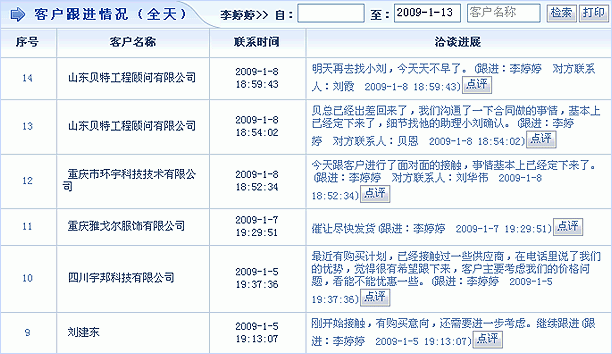 客户跟进情况（全天） 李婷婷>> 自： 至： 2009-1-13 客户名称 检索 打印
序号 客户名称 联系时间 洽谈进展
14 山东贝特工程顾问有限公司 2009-1-8 18:59:43
明天再去找小刘，今天天不早了。(跟进：李婷婷 对方联系
人：刘霞 2009-1-8 18:59:43) 点评
13 山东贝特工程顾问有限公司 2009-1-8 18:54:02
贝总已经出差回来了，我们沟通了一下合同做的事情，基本上
已经定下来了，细节找他的助理小刘确认。(跟进：李婷
婷 对方联系人：贝恩 2009-1-8 18:54:02) 点评
12 重庆市环宇科技技术有限公
司 2009-1-8 18:52:34
今天跟客户进行了面对面的接触，事情基本上已经定下来了。
(跟进：李婷婷 对方联系人：刘华伟 2009-1-8
18:52:34) 点评
11 重庆雅戈尔服饰有限公司 2009-1-7 19:29:51
催让尽快发货(跟进：李婷婷 2009-1-7 19:29:51) 点评
10 四川宇邦科技有限公司 2009-1-5 19:37:36
最近有购买计划，已经接触过一些供应商，在电话里说了我们
的优势，觉得很有希望跟下来，客户主要考虑我们的价格问
题，看能不能优惠一些。(跟进：李婷婷 2009-1-5
19:37:36) 点评
9 刘建东 2009-1-5 19:13:07
刚开始接触，有购买意向，还需要进一步考虑。继续跟进(跟
进：李婷婷 2009-1-5 19:13:07) 点评